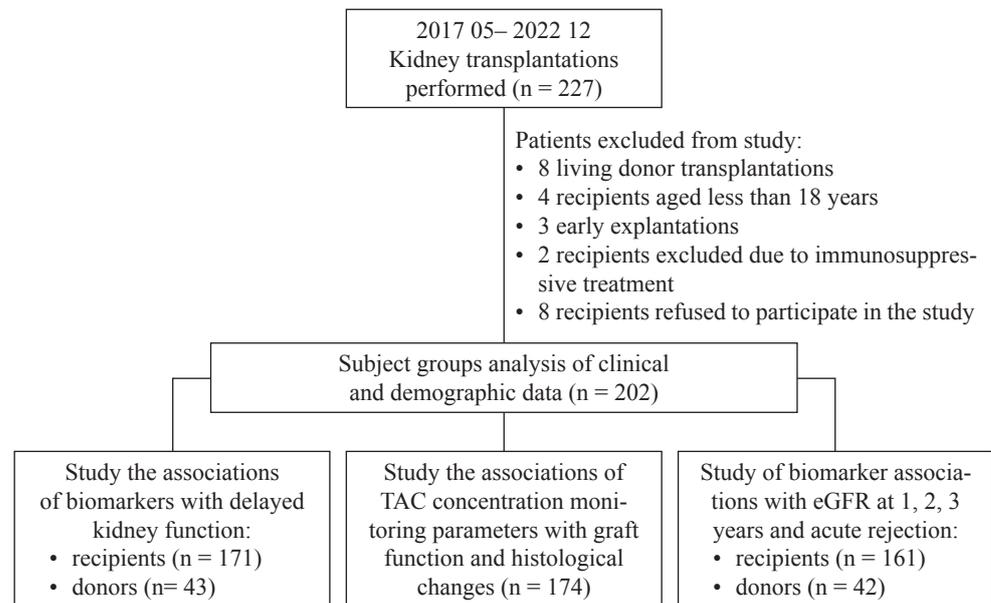 2017 05– 2022 12
Kidney transplantations
performed (n = 227)
Patients excluded from study:
• 8 living donor transplantations
• 4 recipients aged less than 18 years
• 3 early explantations
• 2 recipients excluded due to immunosuppres-
sive treatment
• 8 recipients refused to participate in the study
Subject groups analysis of clinical
and demographic data (n = 202)
Study the associations
of biomarkers with delayed
kidney function:
• recipients (n = 171)
• donors (n= 43)
Study the associations of
TAC concentration moni-
toring parameters with graft
function and histological
changes (n = 174)
Study of biomarker associa-
tions with eGFR at 1, 2, 3
years and acute rejection:
• recipients (n = 161)
• donors (n = 42)